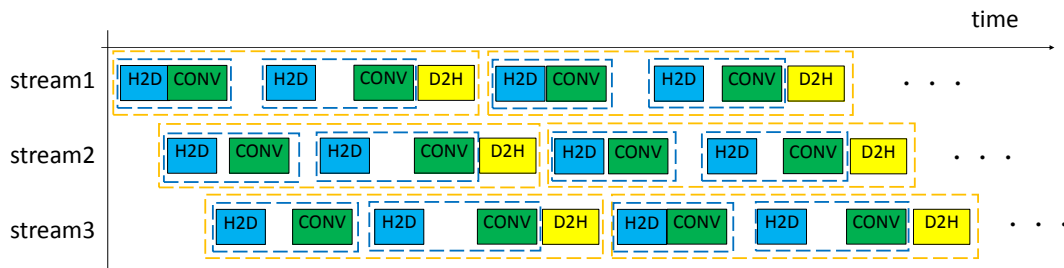 time
stream1 H2D CONV H2D CONV D2H H2D CONV H2D CONV D2H . . .
stream2 H2D CONV H2D CONV D2H H2D CONV H2D CONV D2H . . .
stream3 H2D CONV H2D CONV D2H H2D CONV H2D CONV D2H . . .